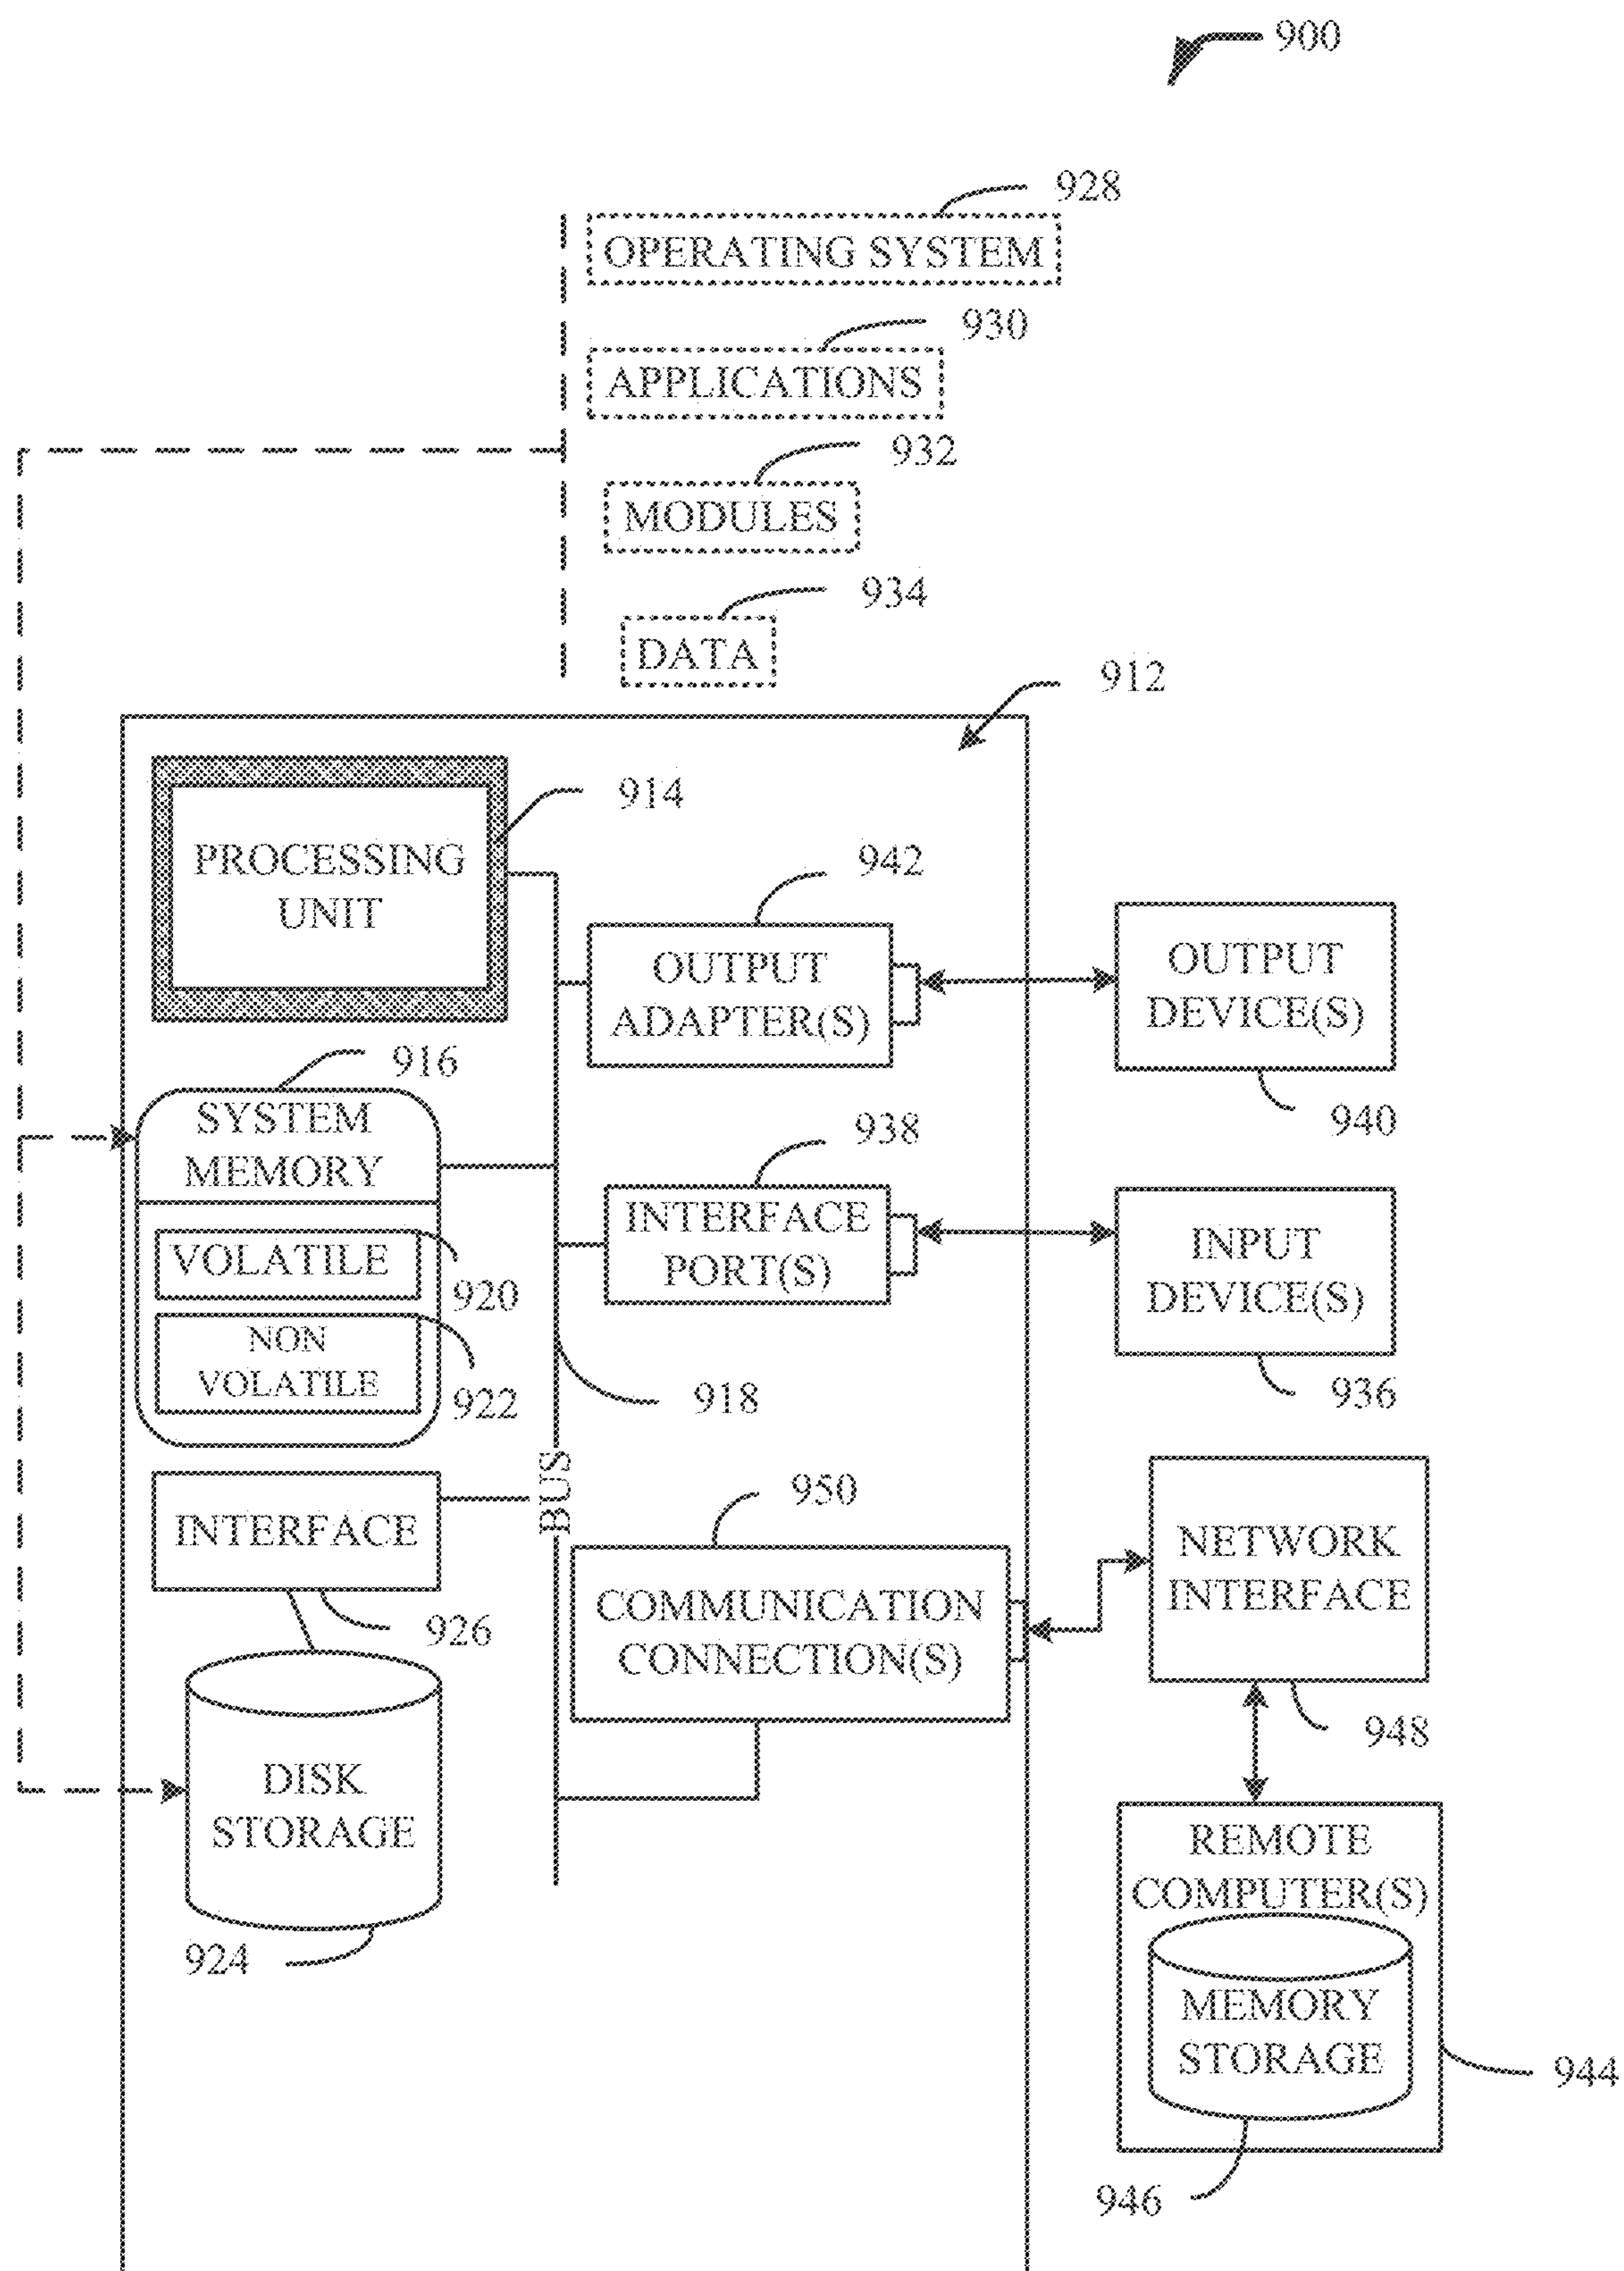 900
928
OPERATING SYSTEM
930
APPLICATIONS
932
MODULES
934
DATA
912
914
PROCESSING
UNIT
942
OUTPUT
ADAPTER(S)
OUTPUT
DEVICE(S)
940
916
SYSTEM
MEMORY
VOLATILE
920
NON
VOLATILE
922
938
INTERFACE
PORT(S)
INPUT
DEVICE(S)
936
918
BUS
INTERFACE
926
950
COMMUNICATION
CONNECTION(S)
NETWORK
INTERFACE
948
DISK
STORAGE
924
REMOTE
COMPUTER(S)
MEMORY
STORAGE
944
946